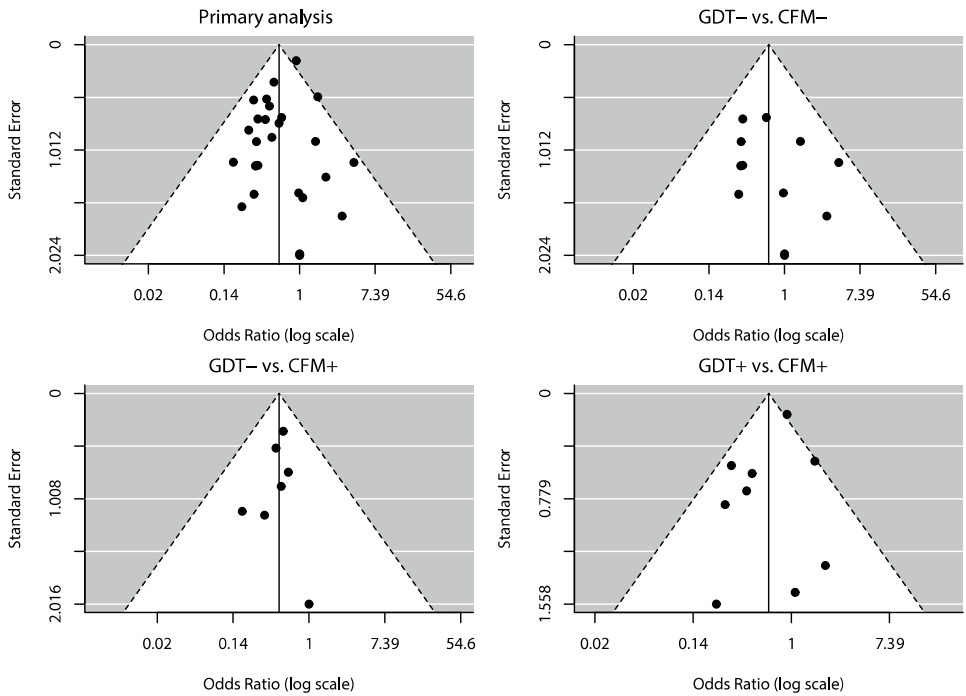 Primary analysis
Standard Error
0
1.012
2.024
0.02 0.14 1 7.39 54.6
Odds Ratio (log scale)
GDT− vs. CFM−
Standard Error
0
1.012
2.024
0.02 0.14 1 7.39 54.6
Odds Ratio (log scale)
GDT− vs. CFM+
Standard Error
0
1.008
2.016
0.02 0.14 1 7.39 54.6
Odds Ratio (log scale)
GDT+ vs. CFM+
Standard Error
0
0.779
1.558
0.02 0.14 1 7.39
Odds Ratio (log scale)